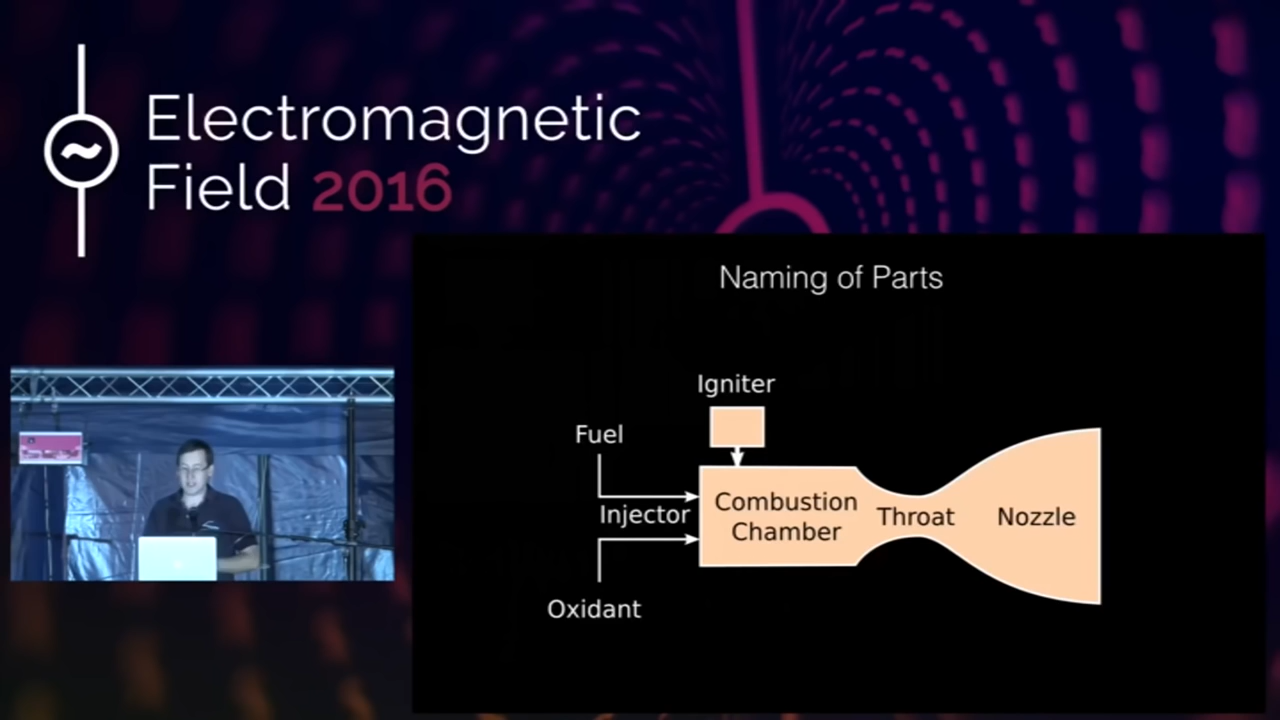 Electromagnetic
Field 2016
Naming of Parts
Igniter
Fuel
Injector
Combustion
Chamber
Throat
Nozzle
Oxidant